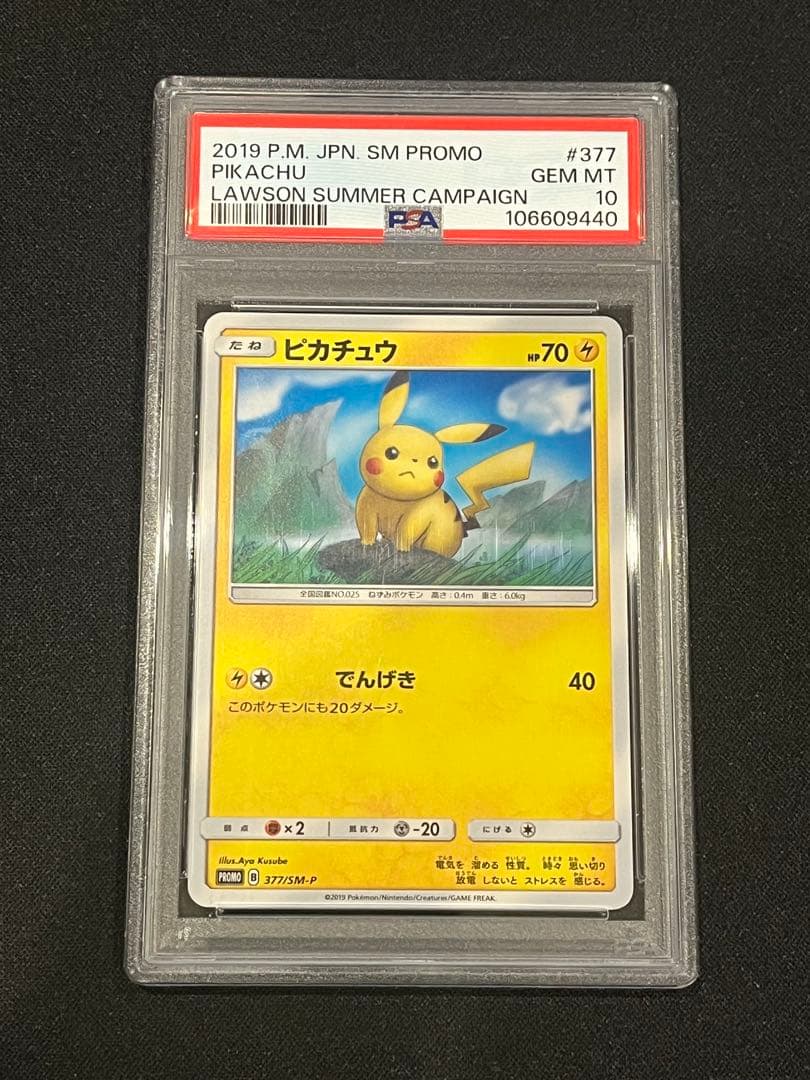 2019 P.M. JPN. SM PROMO #377
PIKACHU GEM MT
LAWSON SUMMER CAMPAIGN 10
PSA 106609440
たね ピカチュウ HP70
全国図鑑NO.025 ねずみポケモン 高さ:0.4m 重さ:6.0kg
でんげき 40
このポケモンにも20ダメージ。
弱点 ×2 抵抗力 -20 にげる
Illus.Aya Kusube
電気を 溜める 性質。 時々 思い切り
放電 しないと ストレスを 感じる。
PROMO B 377/SM-P
©2019 Pokémon/Nintendo/Creatures/GAME FREAK.